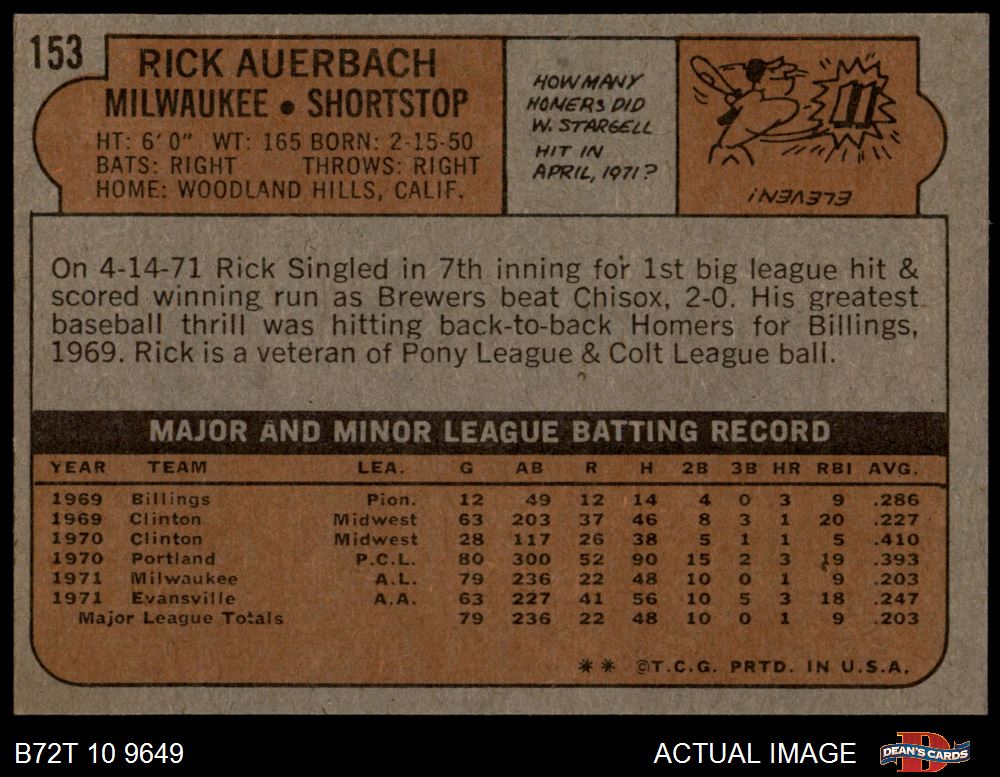 153
RICK AUERBACH
MILWAUKEE • SHORTSTOP
HT: 6'0" WT: 165 BORN: 2-15-50
BATS: RIGHT THROWS: RIGHT
HOME: WOODLAND HILLS, CALIF.
HOW MANY
HOMERS DID
W. STARGELL
HIT IN
APRIL, 1971?
11
ELEVEN!
On 4-14-71 Rick Singled in 7th inning for 1st big league hit &
scored winning run as Brewers beat Chisox, 2-0. His greatest
baseball thrill was hitting back-to-back Homers for Billings,
1969. Rick is a veteran of Pony League & Colt League ball.
MAJOR AND MINOR LEAGUE BATTING RECORD
YEAR TEAM LEA. G AB R H 2B 3B HR RBI AVG.
1969 Billings Pion. 12 49 12 14 4 0 3 9 .286
1969 Clinton Midwest 63 203 37 46 8 3 1 20 .227
1970 Clinton Midwest 28 117 26 38 5 1 1 5 .410
1970 Portland P.C.L. 80 300 52 90 15 2 3 19 .393
1971 Milwaukee A.L. 79 236 22 48 10 0 1 9 .203
1971 Evansville A.A. 63 227 41 56 10 5 3 18 .247
Major League Totals 79 236 22 48 10 0 1 9 .203
** ©T.C.G. PRTD. IN U.S.A.
B72T 10 9649 ACTUAL IMAGE DEAN'S CARDS